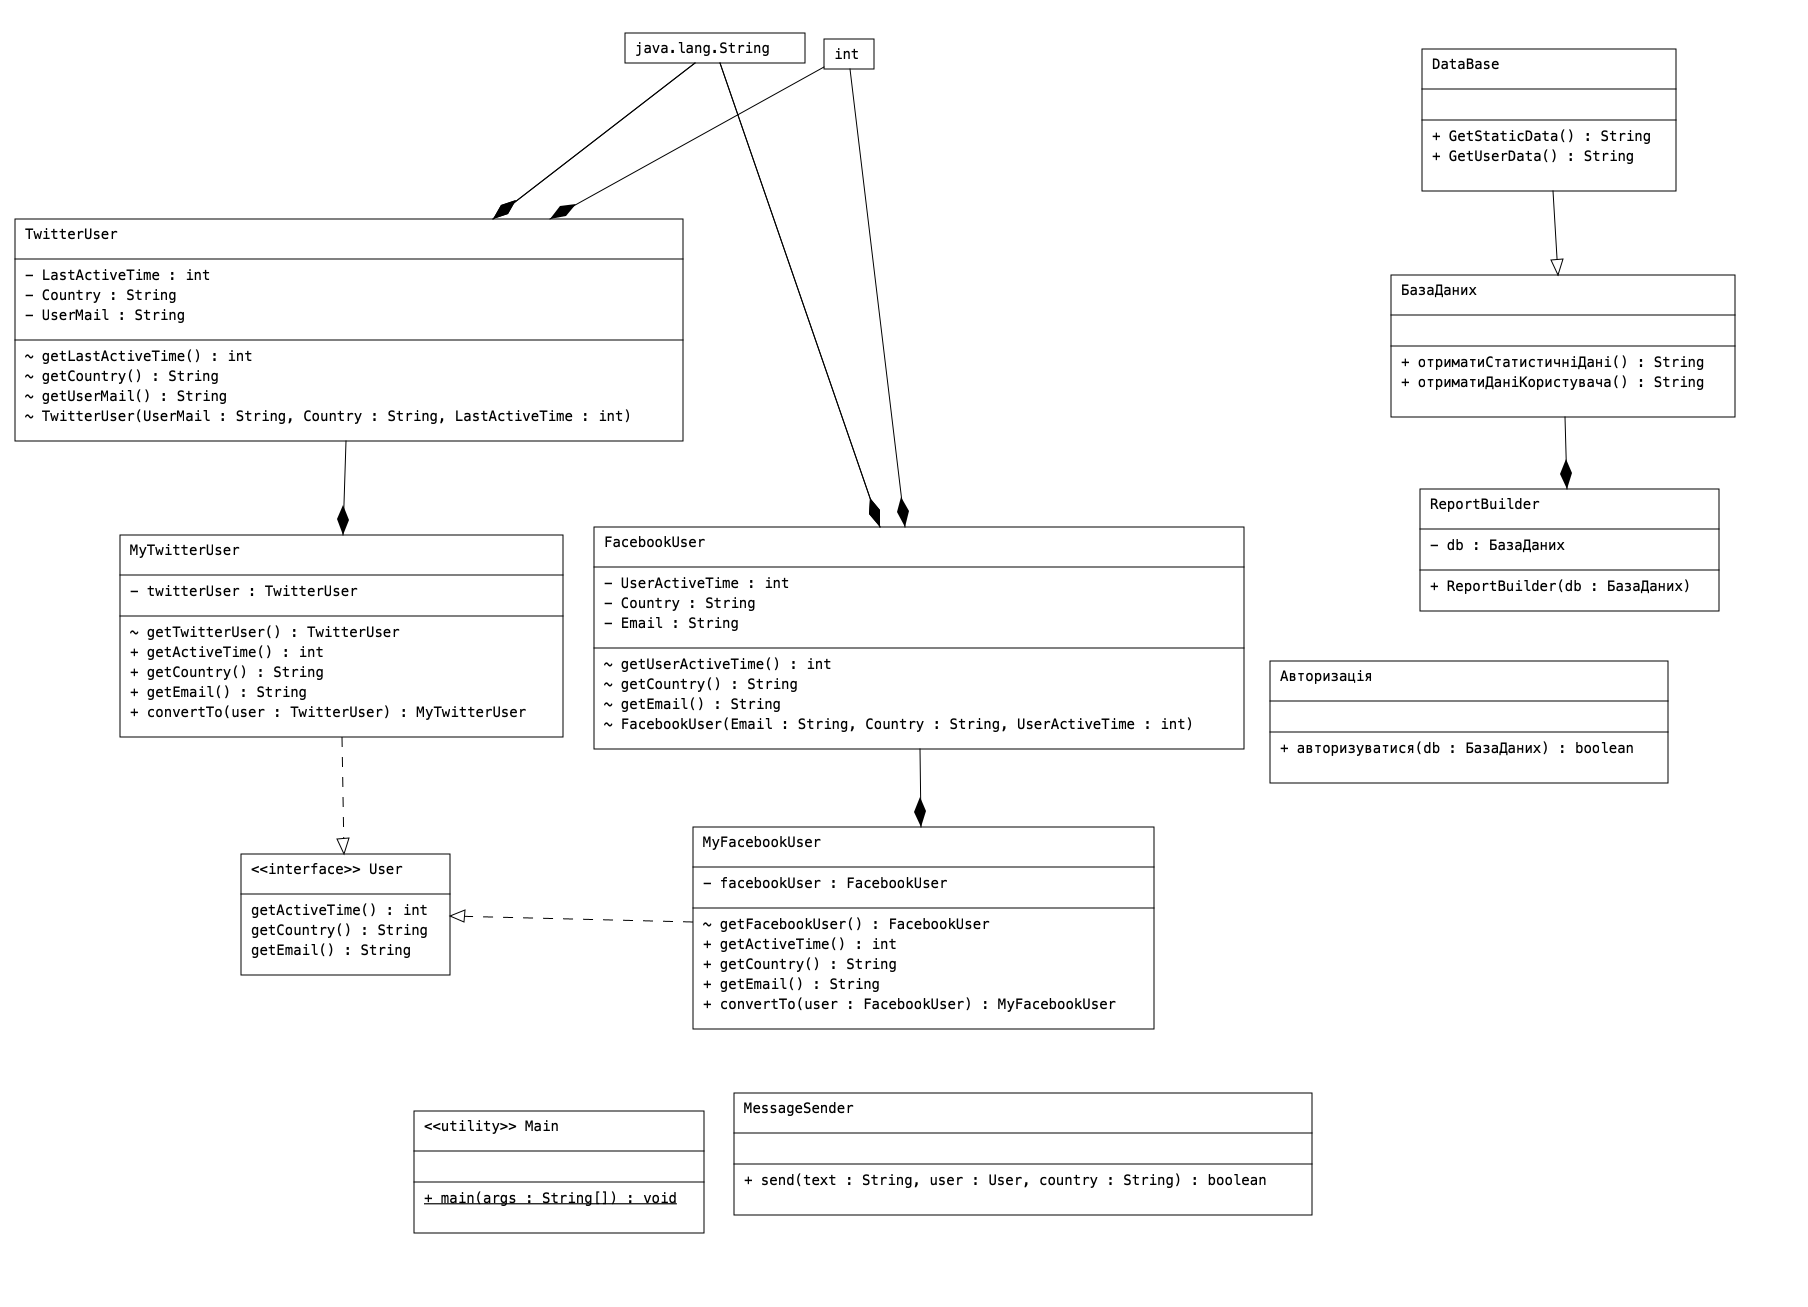 java.lang.String
int
DataBase
+ GetStaticData() : String
+ GetUserData() : String
TwitterUser
- LastActiveTime : int
- Country : String
- UserMail : String
~ getLastActiveTime() : int
~ getCountry() : String
~ getUserMail() : String
~ TwitterUser(UserMail : String, Country : String, LastActiveTime : int)
БазаДаних
+ отриматиСтатистичніДані() : String
+ отриматиДаніКористувача() : String
ReportBuilder
- db : БазаДаних
+ ReportBuilder(db : БазаДаних)
MyTwitterUser
- twitterUser : TwitterUser
~ getTwitterUser() : TwitterUser
+ getActiveTime() : int
+ getCountry() : String
+ getEmail() : String
+ convertTo(user : TwitterUser) : MyTwitterUser
FacebookUser
- UserActiveTime : int
- Country : String
- Email : String
~ getUserActiveTime() : int
~ getCountry() : String
~ getEmail() : String
~ FacebookUser(Email : String, Country : String, UserActiveTime : int)
Авторизація
+ авторизуватися(db : БазаДаних) : boolean
<<interface>> User
getActiveTime() : int
getCountry() : String
getEmail() : String
MyFacebookUser
- facebookUser : FacebookUser
~ getFacebookUser() : FacebookUser
+ getActiveTime() : int
+ getCountry() : String
+ getEmail() : String
+ convertTo(user : FacebookUser) : MyFacebookUser
<<utility>> Main
+ main(args : String[]) : void
MessageSender
+ send(text : String, user : User, country : String) : boolean